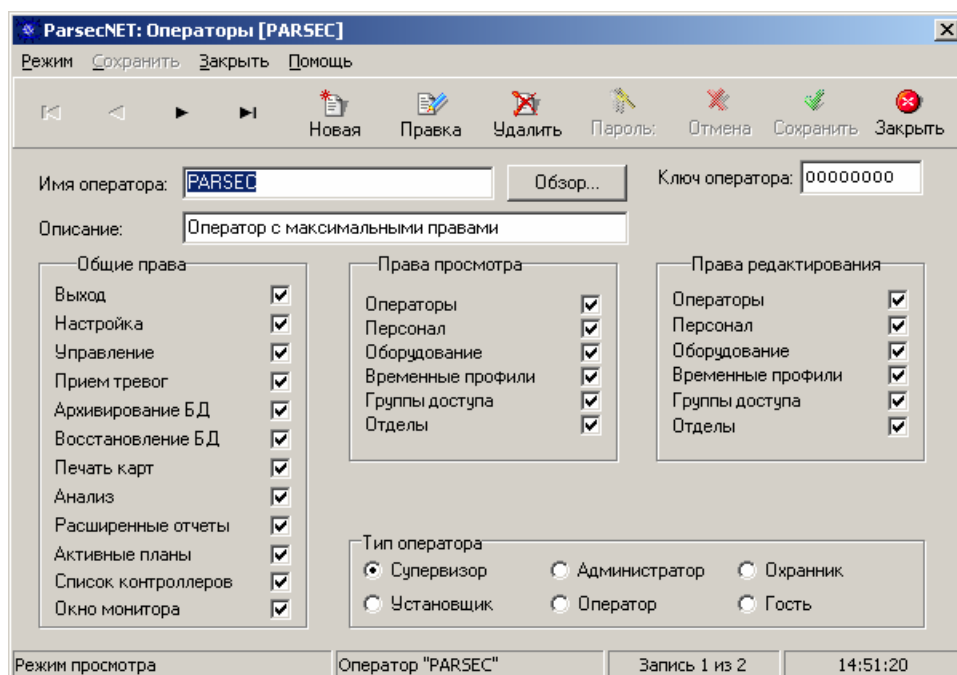 ParsecNET: Операторы [PARSEC]
Режим Сохранить Закрыть Помощь
Новая Правка Удалить Пароль: Отмена Сохранить Закрыть
Имя оператора: PARSEC Обзор... Ключ оператора: 00000000
Описание: Оператор с максимальными правами
Общие права
Выход
Настройка
Управление
Прием тревог
Архивирование БД
Восстановление БД
Печать карт
Анализ
Расширенные отчеты
Активные планы
Список контроллеров
Окно монитора
Права просмотра
Операторы
Персонал
Оборудование
Временные профили
Группы доступа
Отделы
Права редактирования
Операторы
Персонал
Оборудование
Временные профили
Группы доступа
Отделы
Тип оператора
Супервизор Администратор Охранник
Установщик Оператор Гость
Режим просмотра Оператор "PARSEC" Запись 1 из 2 14:51:20